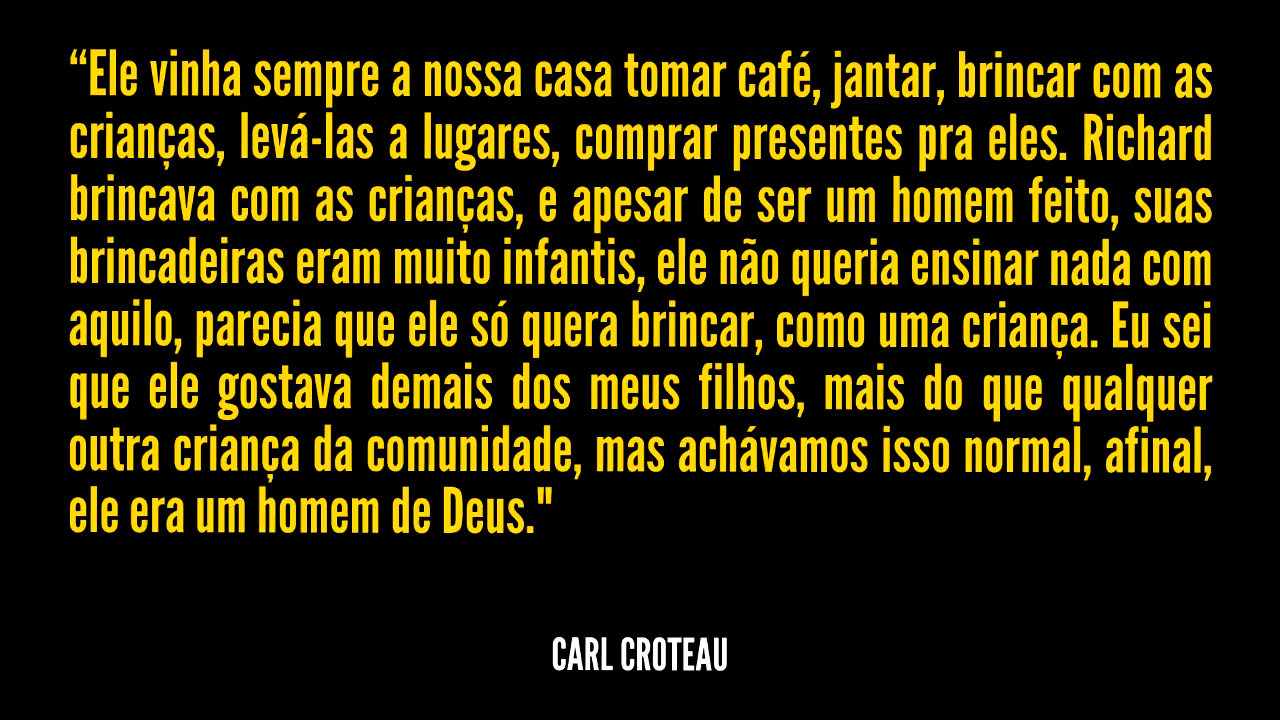 “Ele vinha sempre a nossa casa tomar café, jantar, brincar com as
crianças, levá-las a lugares, comprar presentes pra eles. Richard
brincava com as crianças, e apesar de ser um homem feito, suas
brincadeiras eram muito infantis, ele não queria ensinar nada com
aquilo, parecia que ele só quera brincar, como uma criança. Eu sei
que ele gostava demais dos meus filhos, mais do que qualquer
outra criança da comunidade, mas achávamos isso normal, afinal,
ele era um homem de Deus."
CARL CROTEAU